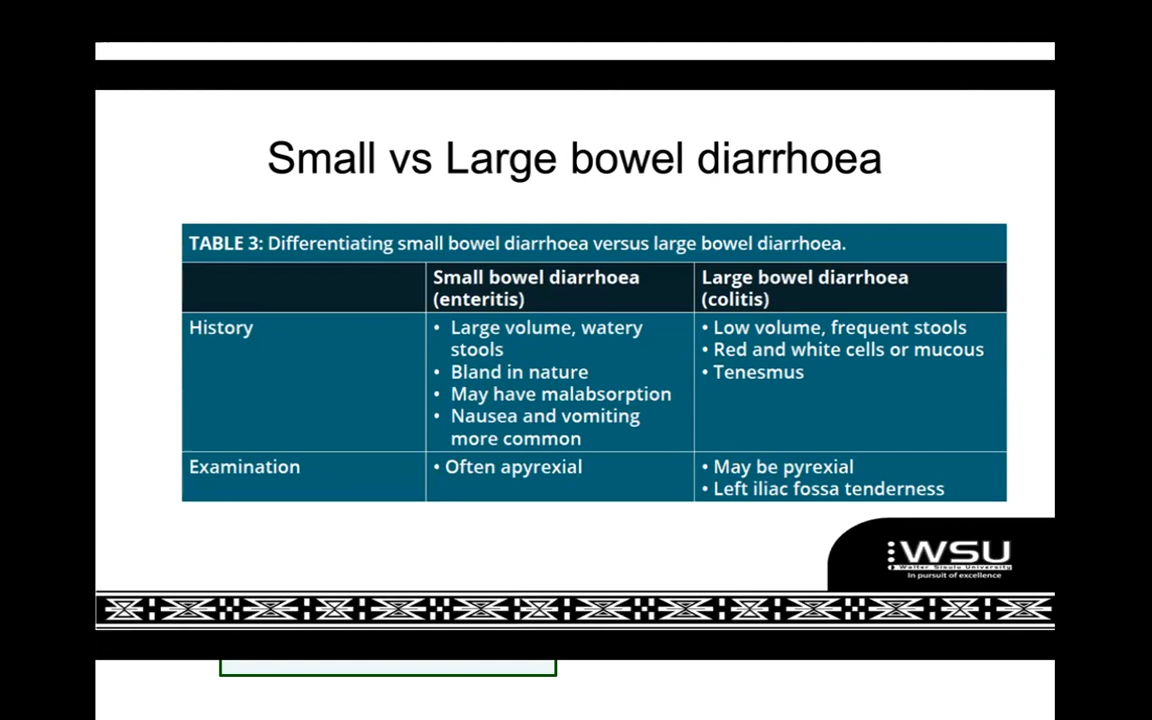 Small vs Large bowel diarrhoea
TABLE 3: Differentiating small bowel diarrhoea versus large bowel diarrhoea.
Small bowel diarrhoea
(enteritis)
Large bowel diarrhoea
(colitis)
History
• Large volume, watery
stools
• Bland in nature
• May have malabsorption
• Nausea and vomiting
more common
• Low volume, frequent stools
• Red and white cells or mucous
• Tenesmus
Examination
• Often apyrexial
• May be pyrexial
• Left iliac fossa tenderness
WSU
Walter Sisulu University
In pursuit of excellence